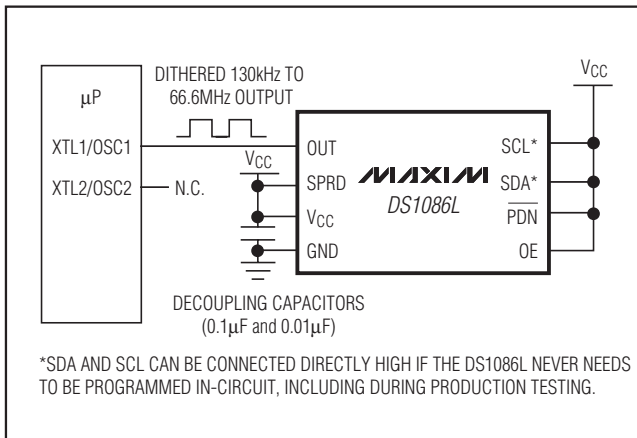 μP
DITHERED 130kHz TO
66.6MHz OUTPUT
XTL1/OSC1
XTL2/OSC2
N.C.
VCC
OUT
SPRD
VCC
GND
MAXIM
DS1086L
SCL*
SDA*
PDN
OE
VCC
DECOUPLING CAPACITORS
(0.1μF and 0.01μF)
*SDA AND SCL CAN BE CONNECTED DIRECTLY HIGH IF THE DS1086L NEVER NEEDS
TO BE PROGRAMMED IN-CIRCUIT, INCLUDING DURING PRODUCTION TESTING.